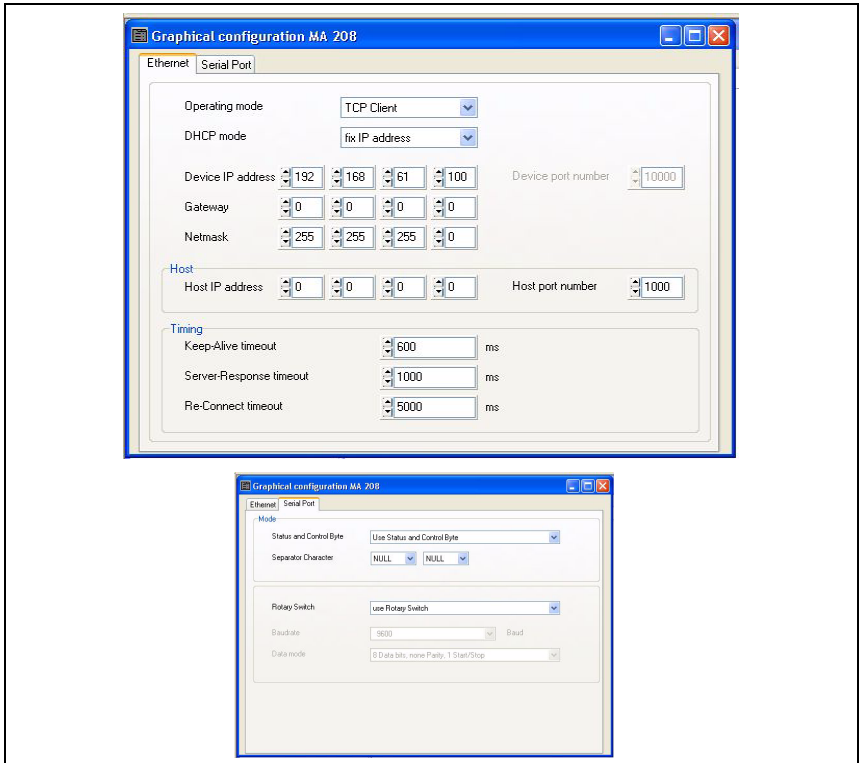 Graphical configuration MA 208
Ethernet Serial Port
Operating mode TCP Client
DHCP mode fix IP address
Device IP address 192 168 61 100 Device port number 10000
Gateway 0 0 0 0
Netmask 255 255 255 0
Host
Host IP address 0 0 0 0 Host port number 1000
Timing
Keep-Alive timeout 600 ms
Server-Response timeout 1000 ms
Re-Connect timeout 5000 ms
Graphical configuration MA 208
Ethernet Serial Port
Mode
Status and Control Byte Use Status and Control Byte
Separator Character NULL NULL
Rotary Switch use Rotary Switch
Baudrate 9600 Baud
Data mode 8 Data bits, none Parity, 1 Start/Stop